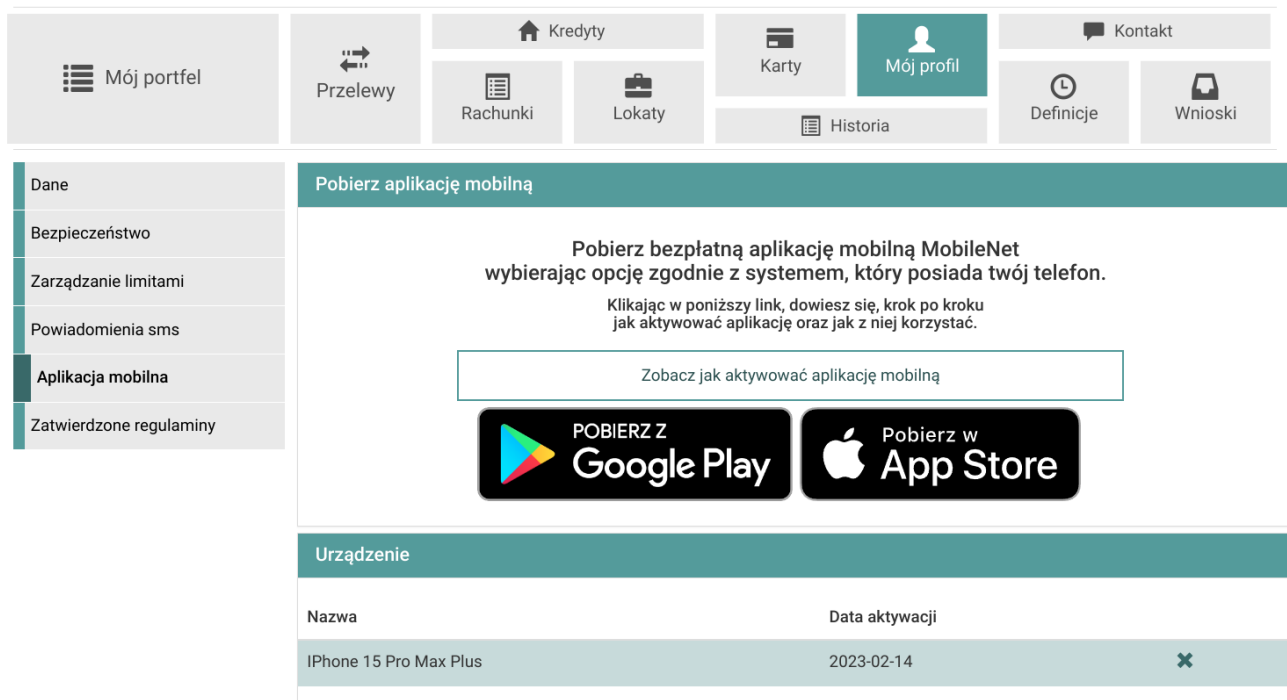 Mój portfel
Przelewy
Kredyty
Rachunki
Lokaty
Karty
Mój profil
Historia
Kontakt
Definicje
Wnioski
Dane
Bezpieczeństwo
Zarządzanie limitami
Powiadomienia sms
Aplikacja mobilna
Zatwierdzone regulaminy
Pobierz aplikację mobilną
Pobierz bezpłatną aplikację mobilną MobileNet
wybierając opcję zgodnie z systemem, który posiada twój telefon.
Klikając w poniższy link, dowiesz się, krok po kroku
jak aktywować aplikację oraz jak z niej korzystać.
Zobacz jak aktywować aplikację mobilną
POBIERZ Z
Google Play
Pobierz w
App Store
Urządzenie
Nazwa Data aktywacji
IPhone 15 Pro Max Plus 2023-02-14